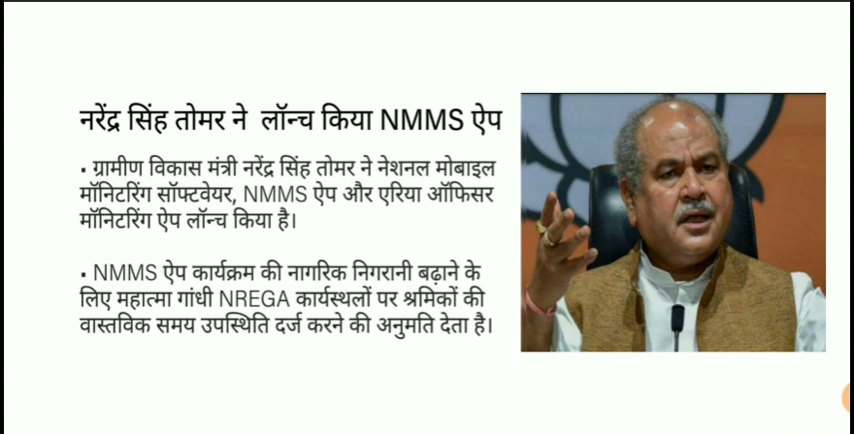 नरेंद्र सिंह तोमर ने लॉन्च किया NMMS ऐप
▪ ग्रामीण विकास मंत्री नरेंद्र सिंह तोमर ने नेशनल मोबाइल
मॉनिटरिंग सॉफ्टवेयर, NMMS ऐप और एरिया ऑफिसर
मॉनिटरिंग ऐप लॉन्च किया है।
▪ NMMS ऐप कार्यक्रम की नागरिक निगरानी बढ़ाने के
लिए महात्मा गांधी NREGA कार्यस्थलों पर श्रमिकों की
वास्तविक समय उपस्थिति दर्ज करने की अनुमति देता है।